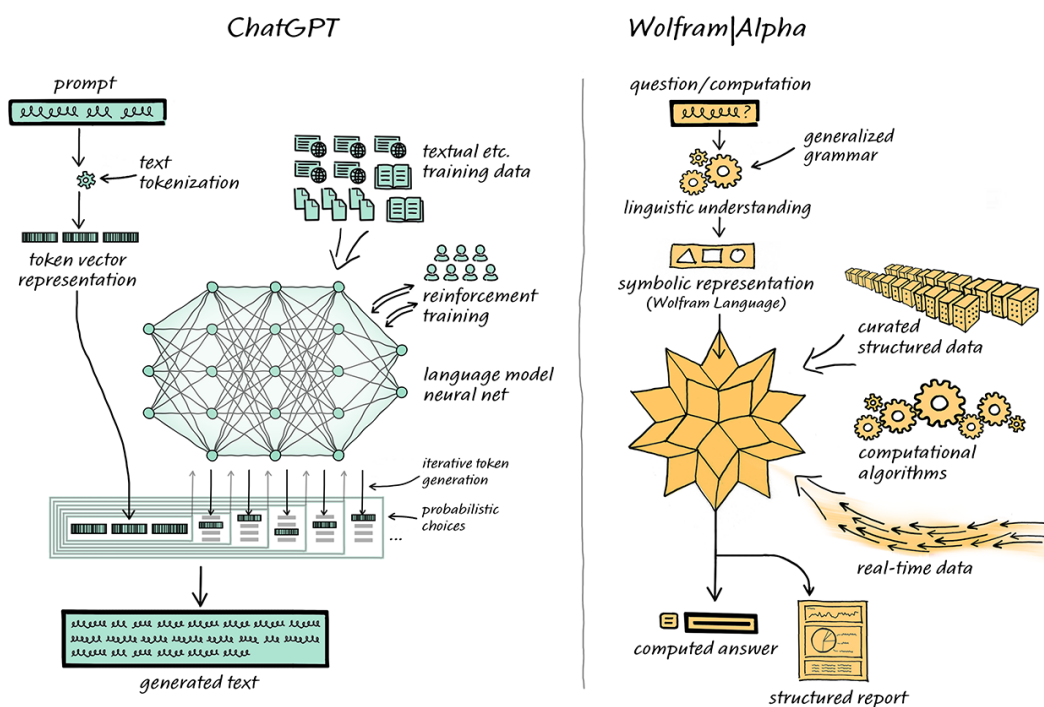 ChatGPT
prompt
text
tokenization
token vector
representation
textual etc.
training data
reinforcement
training
language model
neural net
iterative token
generation
probabilistic
choices
...
generated text
Wolfram|Alpha
question/computation
?
generalized
grammar
linguistic understanding
symbolic representation
(Wolfram Language)
curated
structured data
computational
algorithms
real-time data
computed answer
structured report